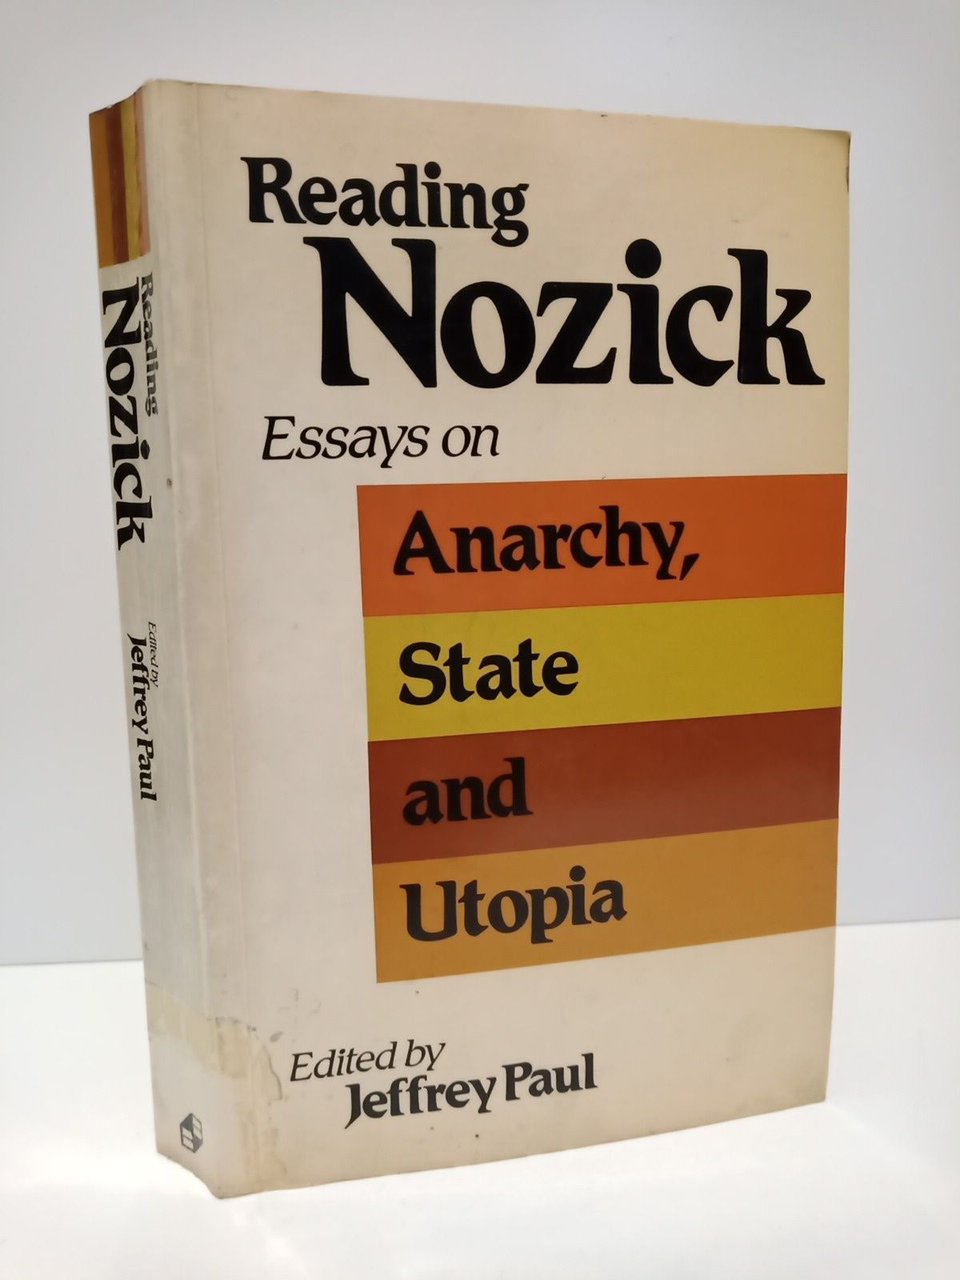 Reading
Nozick
Essays on
Anarchy,
State
and
Utopia
Edited by
Jeffrey Paul
Reading
Nozick
Edited by
Jeffrey Paul